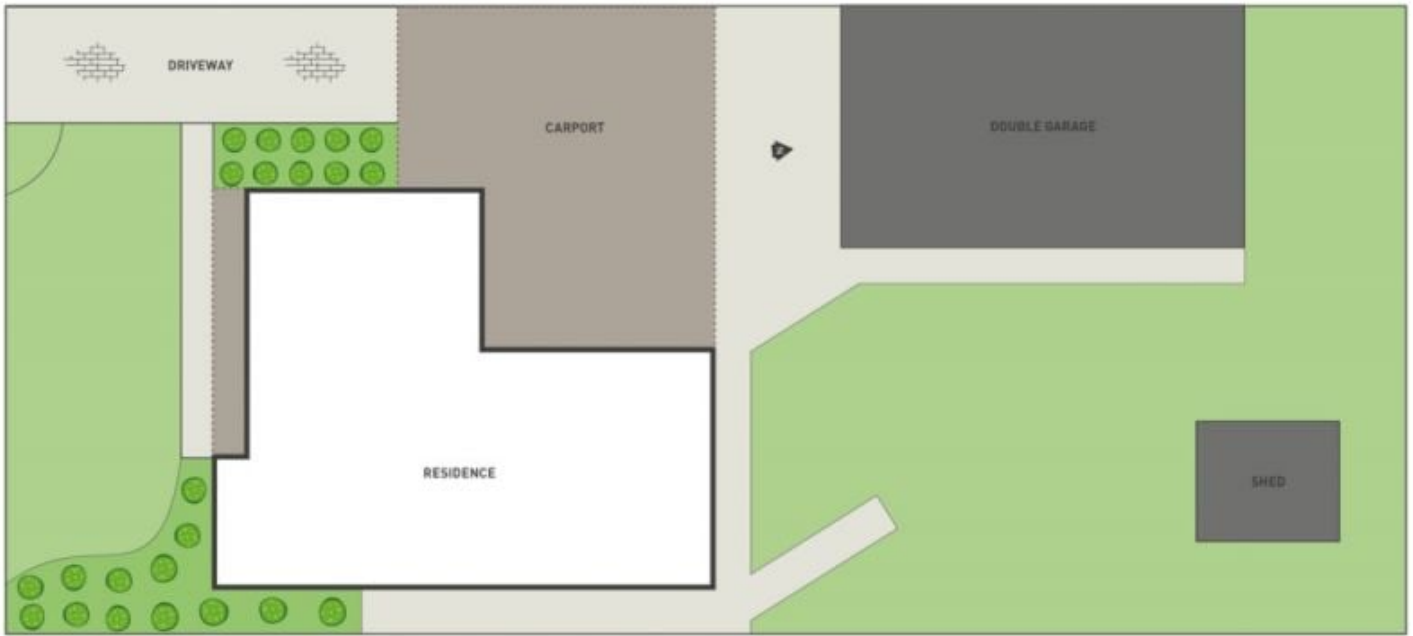 DRIVEWAY
CARPORT
DOUBLE GARAGE
RESIDENCE
SHED